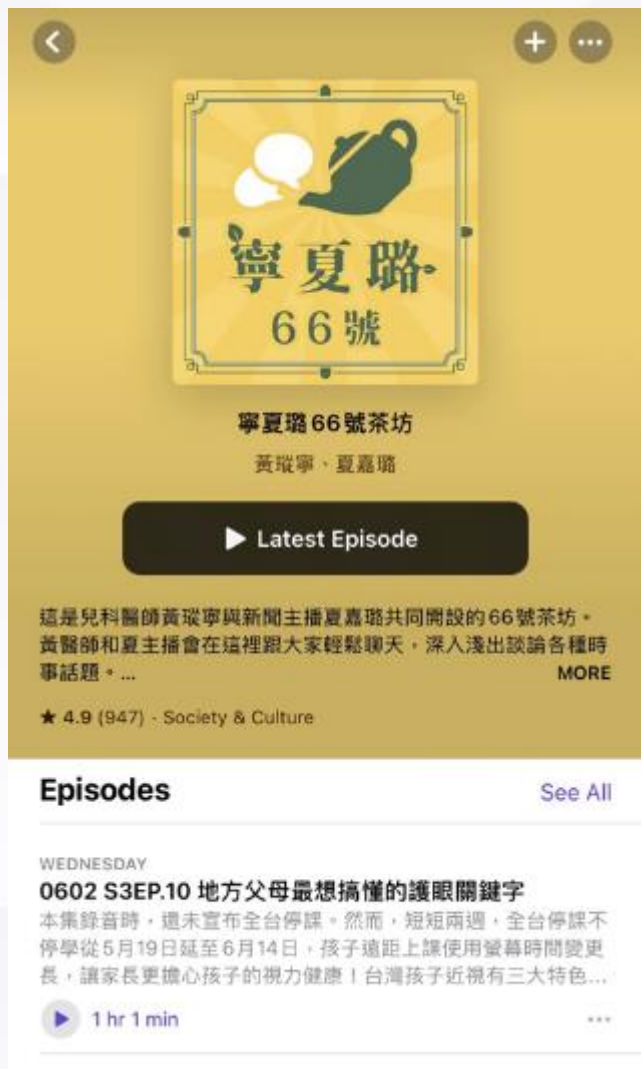 寧夏璐
66號
寧夏璐66號茶坊
黃瑽寧、夏嘉璐
Latest Episode
這是兒科醫師黃瑽寧與新聞主播夏嘉璐共同開設的66號茶坊。
黃醫師和夏主播會在這裡跟大家輕鬆聊天,深入淺出談論各種時
事話題。... MORE
★ 4.9 (947) · Society & Culture
Episodes See All
WEDNESDAY
0602 S3EP.10 地方父母最想搞懂的護眼關鍵字
本集錄音時,還未宣布全台停課。然而,短短兩週,全台停課不
停學從5月19日延至6月14日,孩子遠距上課使用螢幕時間變更
長,讓家長更擔心孩子的視力健康!台灣孩子近視有三大特色...
1 hr 1 min